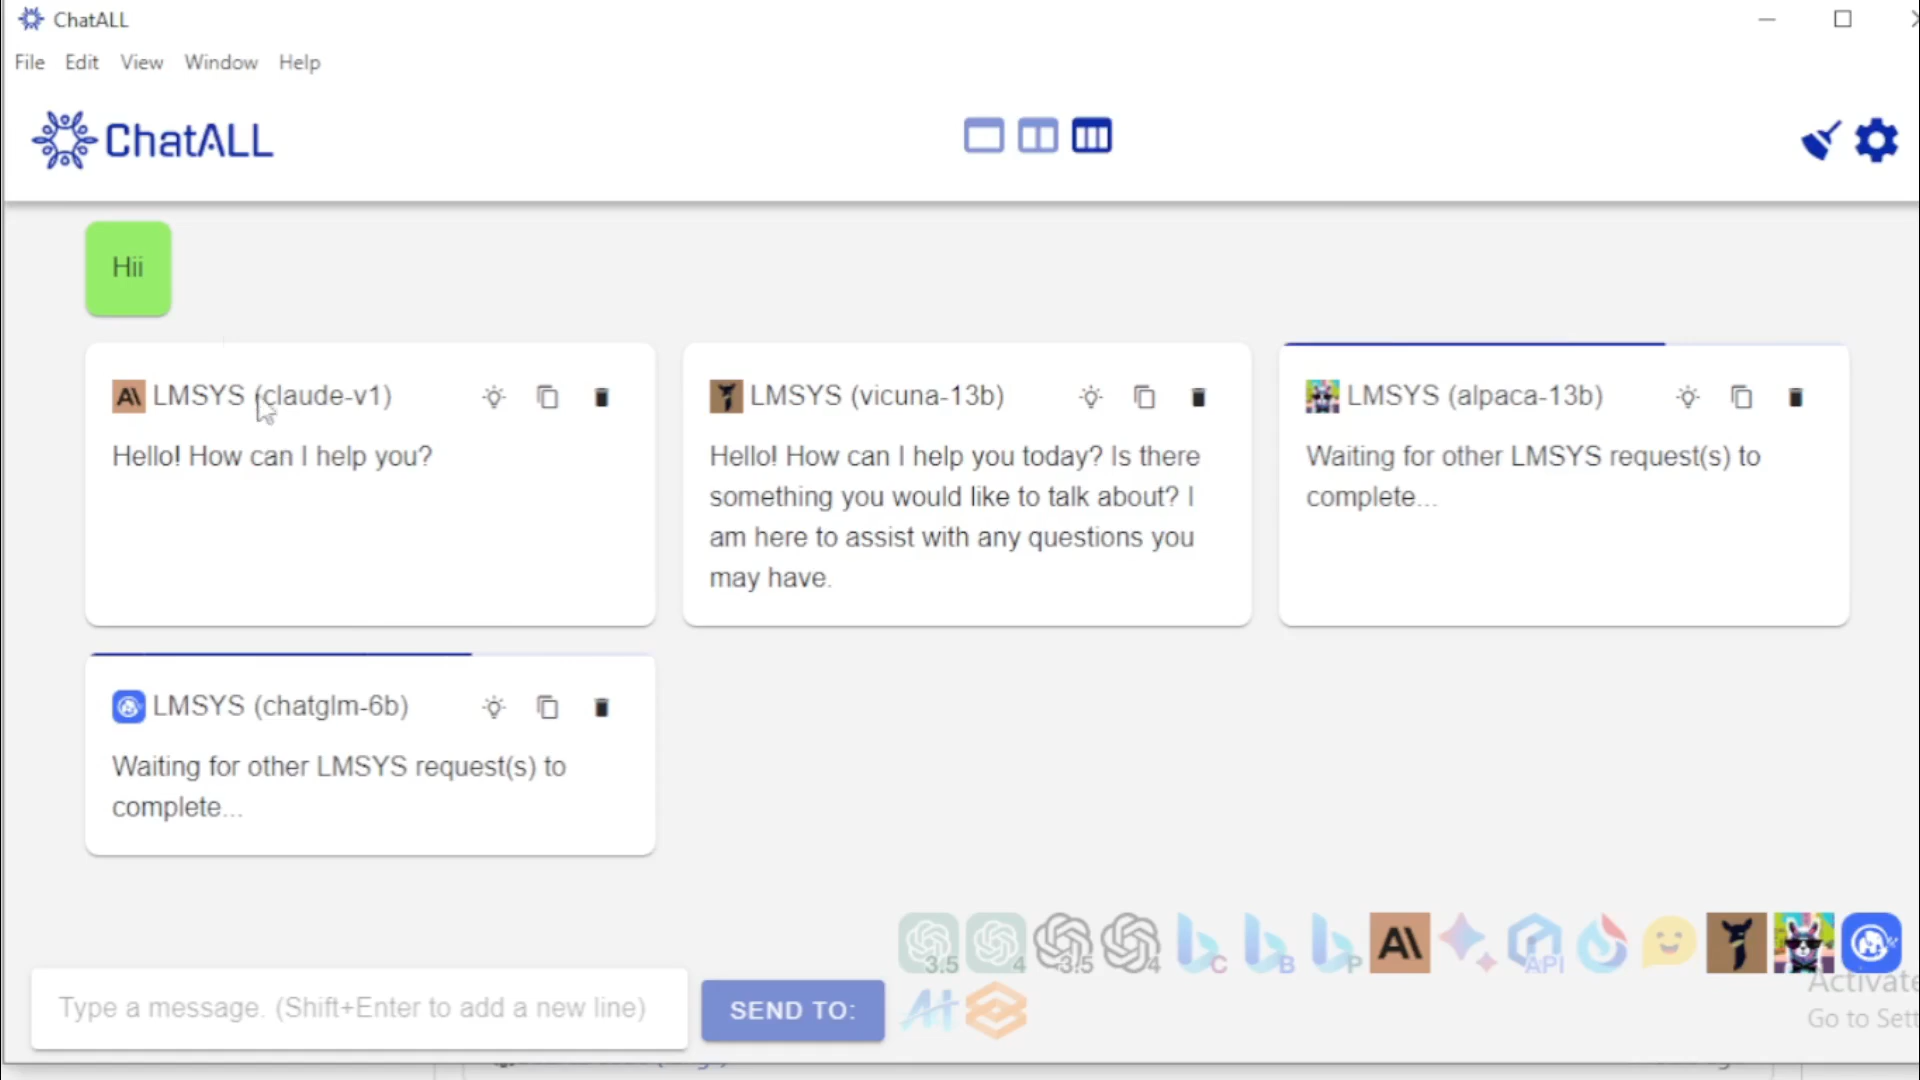 ChatALL
File Edit View Window Help
ChatALL
Hii
LMSYS (claude-v1)
Hello! How can I help you?
LMSYS (vicuna-13b)
Hello! How can I help you today? Is there
something you would like to talk about? I
am here to assist with any questions you
may have.
LMSYS (alpaca-13b)
Waiting for other LMSYS request(s) to
complete...
LMSYS (chatglm-6b)
Waiting for other LMSYS request(s) to
complete...
3.5 4 3.5 4 C B P A\ API
Type a message. (Shift+Enter to add a new line)
SEND TO:
Activate
Go to Sett